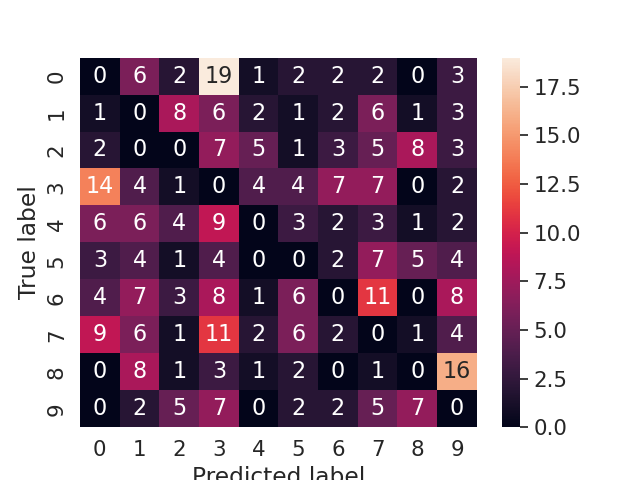 0 0 6 2 19 1 2 2 2 0 3
1 1 0 8 6 2 1 2 6 1 3
2 2 0 0 7 5 1 3 5 8 3
3 14 4 1 0 4 4 7 7 0 2
4 6 6 4 9 0 3 2 3 1 2
5 3 4 1 4 0 0 2 7 5 4
6 4 7 3 8 1 6 0 11 0 8
7 9 6 1 11 2 6 2 0 1 4
8 0 8 1 3 1 2 0 1 0 16
9 0 2 5 7 0 2 2 5 7 0
0 1 2 3 4 5 6 7 8 9
Predicted label
True label
17.5
15.0
12.5
10.0
7.5
5.0
2.5
0.0